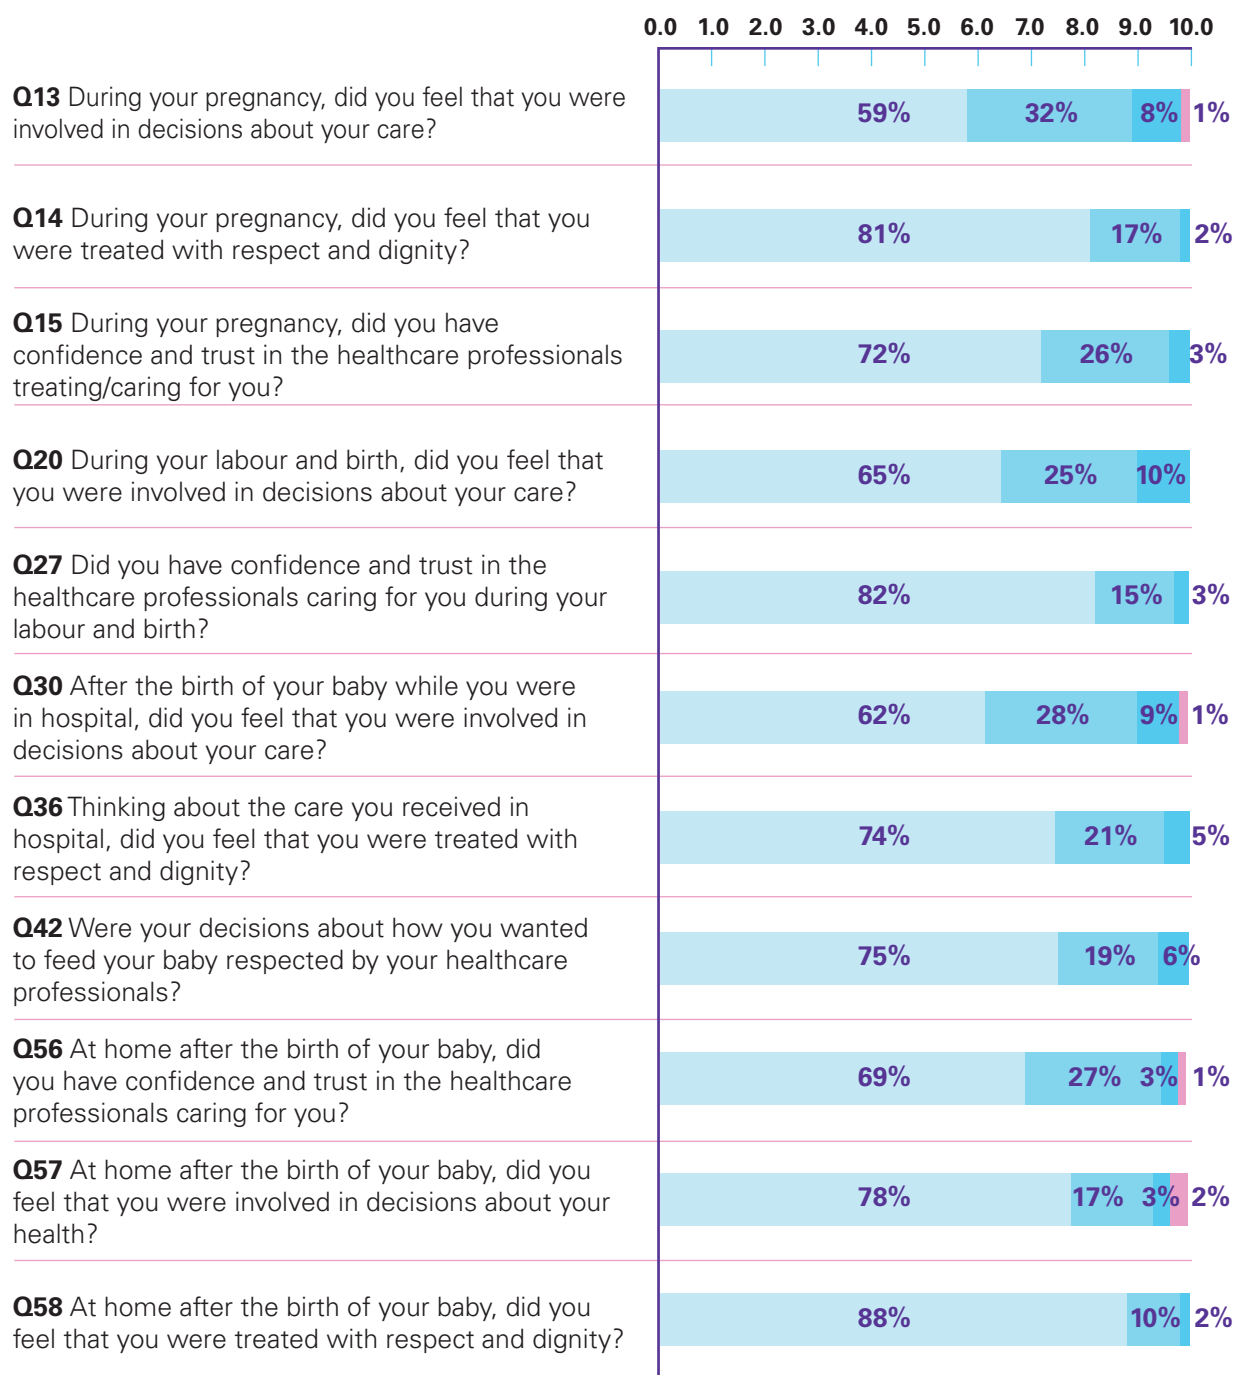 0.0 1.0 2.0 3.0 4.0 5.0 6.0 7.0 8.0 9.0 10.0
Q13 During your pregnancy, did you feel that you were
involved in decisions about your care?
59% 32% 8% 1%
Q14 During your pregnancy, did you feel that you
were treated with respect and dignity?
81% 17% 2%
Q15 During your pregnancy, did you have
confidence and trust in the healthcare professionals
treating/caring for you?
72% 26% 3%
Q20 During your labour and birth, did you feel that
you were involved in decisions about your care?
65% 25% 10%
Q27 Did you have confidence and trust in the
healthcare professionals caring for you during your
labour and birth?
82% 15% 3%
Q30 After the birth of your baby while you were
in hospital, did you feel that you were involved in
decisions about your care?
62% 28% 9% 1%
Q36 Thinking about the care you received in
hospital, did you feel that you were treated with
respect and dignity?
74% 21% 5%
Q42 Were your decisions about how you wanted
to feed your baby respected by your healthcare
professionals?
75% 19% 6%
Q56 At home after the birth of your baby, did
you have confidence and trust in the healthcare
professionals caring for you?
69% 27% 3% 1%
Q57 At home after the birth of your baby, did you
feel that you were involved in decisions about your
health?
78% 17% 3% 2%
Q58 At home after the birth of your baby, did you
feel that you were treated with respect and dignity?
88% 10% 2%